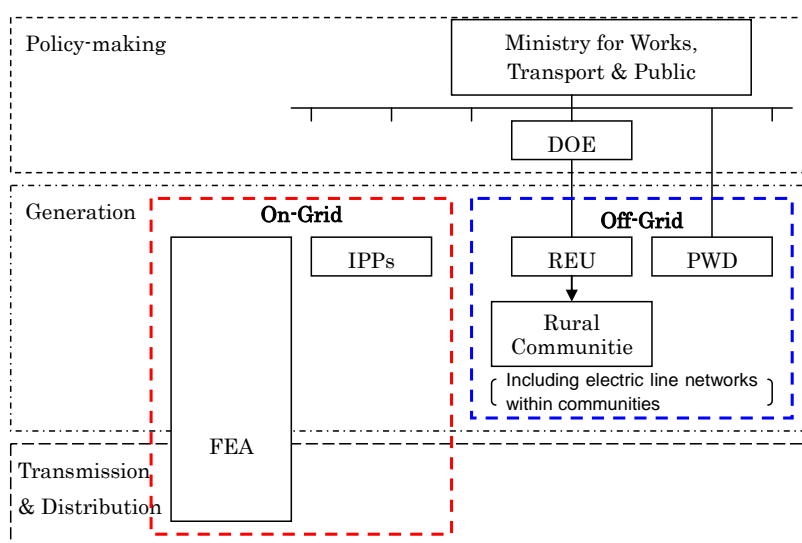 Policy-making
Ministry for Works,
Transport & Public
DOE
Generation
On-Grid
Off-Grid
IPPs
REU
PWD
Rural
Communitie
Including electric line networks
within communities
FEA
Transmission
& Distribution